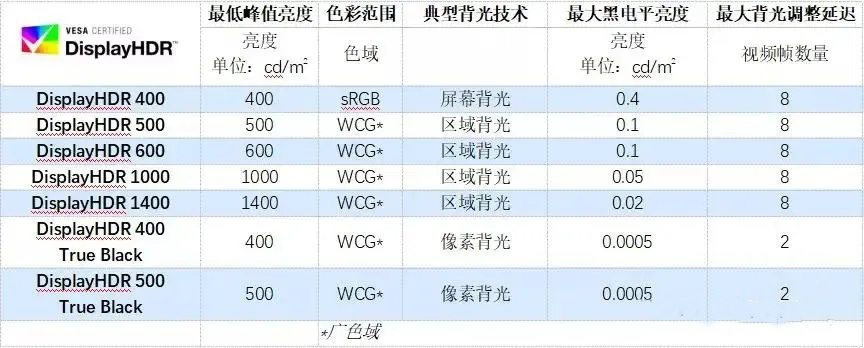 VESA CERTIFIED
DisplayHDR™
最低峰值亮度 色彩范围 典型背光技术 最大黑电平亮度 最大背光调整延迟
亮度 单位：cd/㎡ 色域 亮度 单位：cd/㎡ 视频帧数量
DisplayHDR 400 400 sRGB 屏幕背光 0.4 8
DisplayHDR 500 500 WCG* 区域背光 0.1 8
DisplayHDR 600 600 WCG* 区域背光 0.1 8
DisplayHDR 1000 1000 WCG* 区域背光 0.05 8
DisplayHDR 1400 1400 WCG* 区域背光 0.02 8
DisplayHDR 400 True Black 400 WCG* 像素背光 0.0005 2
DisplayHDR 500 True Black 500 WCG* 像素背光 0.0005 2
*广色域